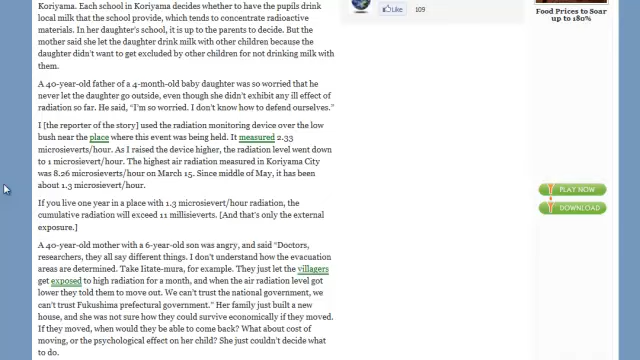 Koriyama. Each school in Koriyama decides whether to have the pupils drink
local milk that the school provide, which tends to concentrate radioactive
materials. In her daughter's school, it is up to the parents to decide. But the
mother said she let the daughter drink milk with other children because the
daughter didn't want to get excluded by other children for not drinking milk with
them.
A 40-year-old father of a 4-month-old baby daughter was so worried that he
never let the daughter go outside, even though she didn't exhibit any ill effect of
radiation so far. He said, "I'm so worried. I don't know how to defend ourselves."
I [the reporter of the story] used the radiation monitoring device over the low
bush near the place where this event was being held. It measured 2.33
microsieverts/hour. As I raised the device higher, the radiation level went down
to 1 microsievert/hour. The highest air radiation measured in Koriyama City
was 8.26 microsieverts/hour on March 15. Since middle of May, it has been
about 1.3 microsievert/hour.
If you live one year in a place with 1.3 microsievert/hour radiation, the
cumulative radiation will exceed 11 millisieverts. [And that's only the external
exposure.]
A 40-year-old mother with a 6-year-old son was angry, and said "Doctors,
researchers, they all say different things. I don't understand how the evacuation
areas are determined. Take Iitate-mura, for example. They just let the villagers
get exposed to high radiation for a month, and when the air radiation level got
lower they told them to move out. We can't trust the national government, we
can't trust Fukushima prefectural government." Her family just built a new
house, and she was not sure how they could survive economically if they moved.
If they moved, when would they be able to come back? What about cost of
moving, or the psychological effect on her child? She just couldn't decide what
to do.
Like 109
Food Prices to Soar
up to 180%
PLAY NOW
DOWNLOAD